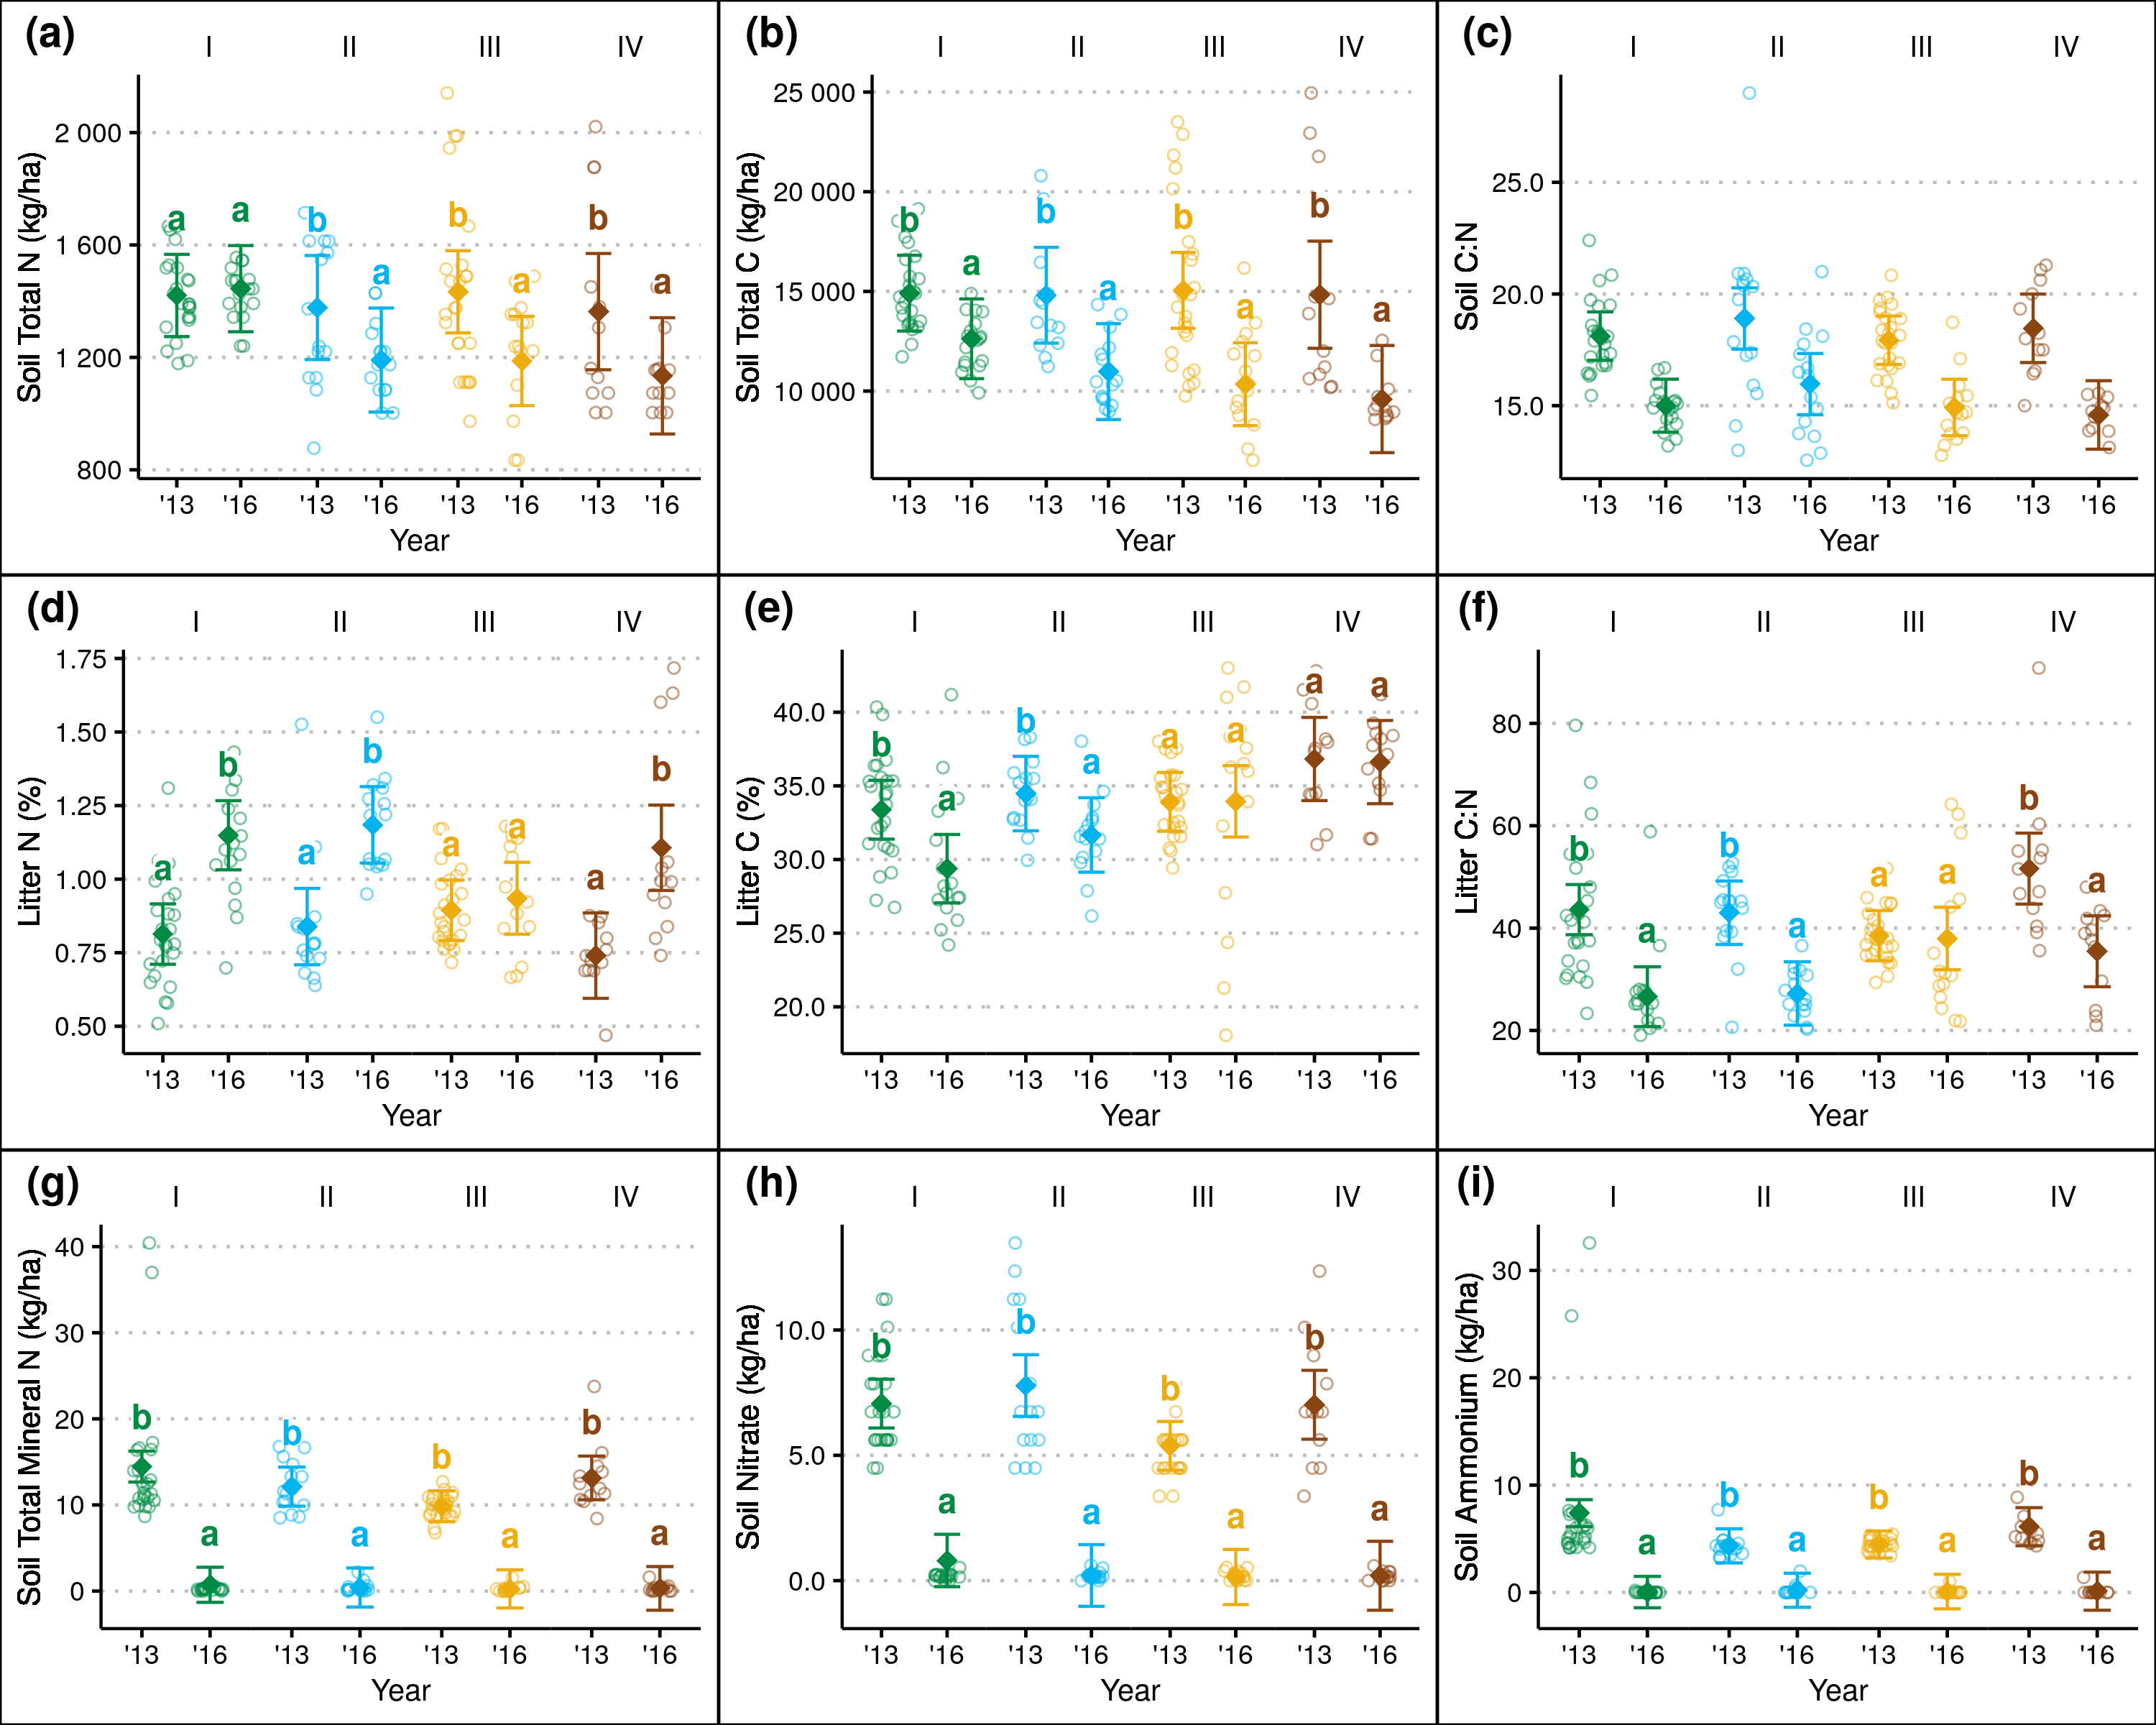 (a)
I II III IV
Soil Total N (kg/ha)
2 000
1 600
1 200
800
a a b a b a b a
'13 '16 '13 '16 '13 '16 '13 '16
Year
(b)
I II III IV
Soil Total C (kg/ha)
25 000
20 000
15 000
10 000
b a b a b a b a
'13 '16 '13 '16 '13 '16 '13 '16
Year
(c)
I II III IV
Soil C:N
25.0
20.0
15.0
'13 '16 '13 '16 '13 '16 '13 '16
Year
(d)
I II III IV
Litter N (%)
1.75
1.50
1.25
1.00
0.75
0.50
a b a b a a a b
'13 '16 '13 '16 '13 '16 '13 '16
Year
(e)
I II III IV
Litter C (%)
40.0
35.0
30.0
25.0
20.0
b a b a a a a a
'13 '16 '13 '16 '13 '16 '13 '16
Year
(f)
I II III IV
Litter C:N
80
60
40
20
b a b a a a b a
'13 '16 '13 '16 '13 '16 '13 '16
Year
(g)
I II III IV
Soil Total Mineral N (kg/ha)
40
30
20
10
0
b a b a b a b a
'13 '16 '13 '16 '13 '16 '13 '16
Year
(h)
I II III IV
Soil Nitrate (kg/ha)
10.0
5.0
0.0
b a b a b a b a
'13 '16 '13 '16 '13 '16 '13 '16
Year
(i)
I II III IV
Soil Ammonium (kg/ha)
30
20
10
0
b a b a b a b a
'13 '16 '13 '16 '13 '16 '13 '16
Year